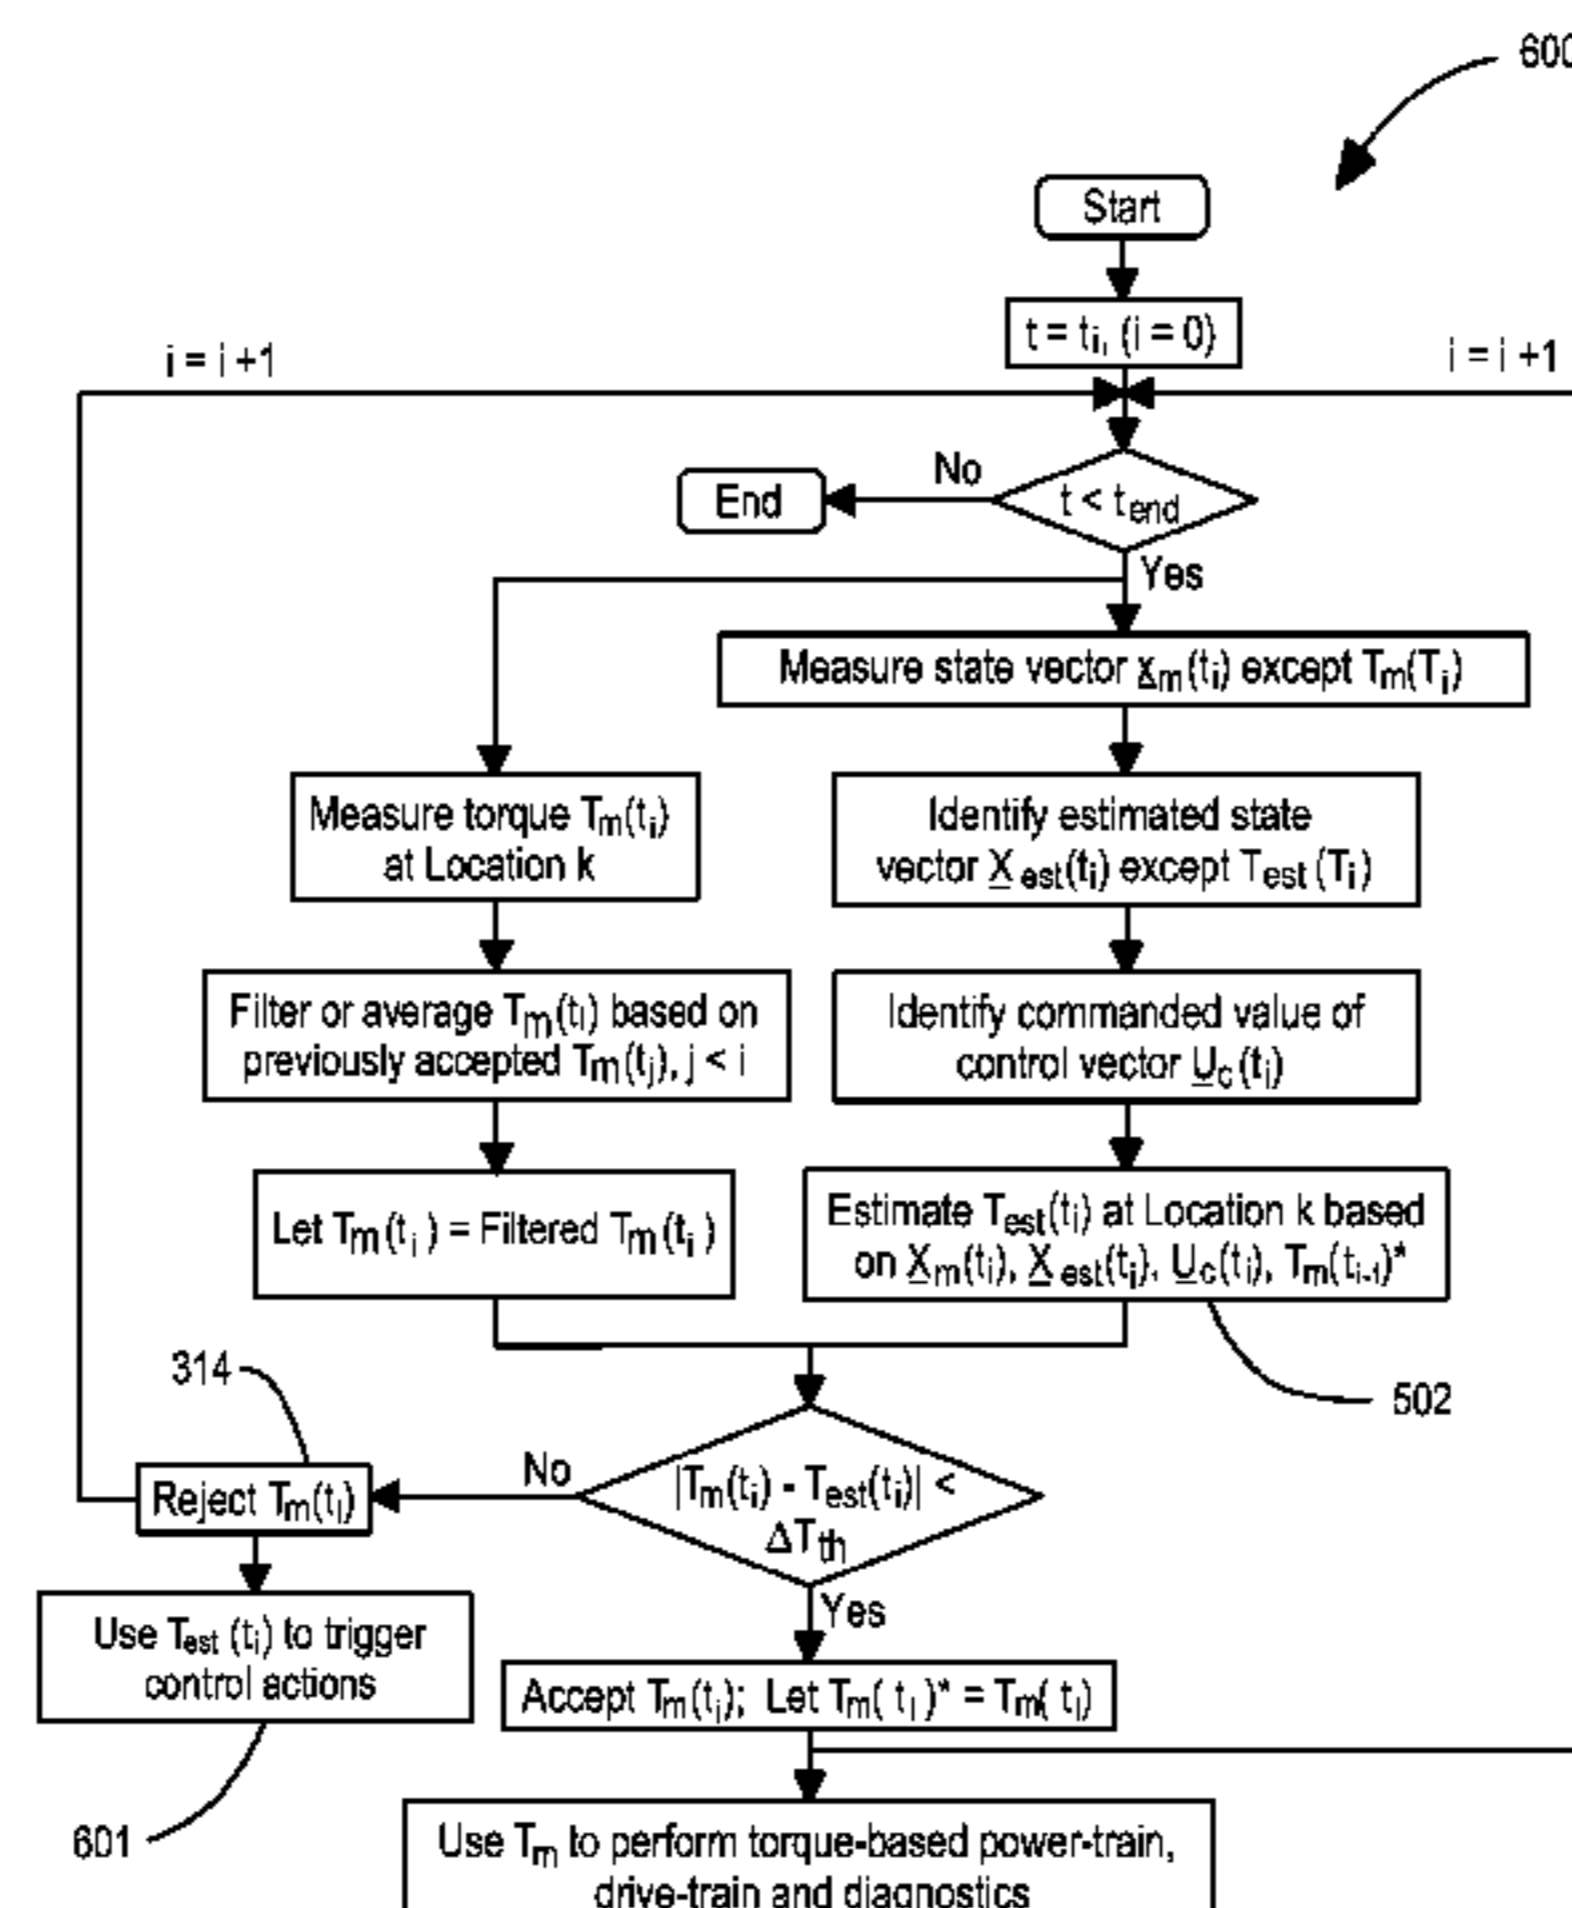 600
Start
t = ti, (i = 0)
i = i +1
i = i +1
No
End
t < tend
Yes
Measure state vector xm(ti) except Tm(Ti)
Measure torque Tm(ti)
at Location k
Identify estimated state
vector X est(ti) except Test (Ti)
Filter or average Tm(ti) based on
previously accepted Tm(tj), j < i
Identify commanded value of
control vector Uc(ti)
Let Tm(ti) = Filtered Tm(ti)
Estimate Test(ti) at Location k based
on Xm(ti), X est(ti), Uc(ti), Tm(ti-1)*
314
502
Reject Tm(ti)
No
|Tm(ti) - Test(ti)| <
ΔTth
Yes
Use Test (ti) to trigger
control actions
Accept Tm(ti); Let Tm( ti )* = Tm( ti)
601
Use Tm to perform torque-based power-train,
drive-train and diagnostics